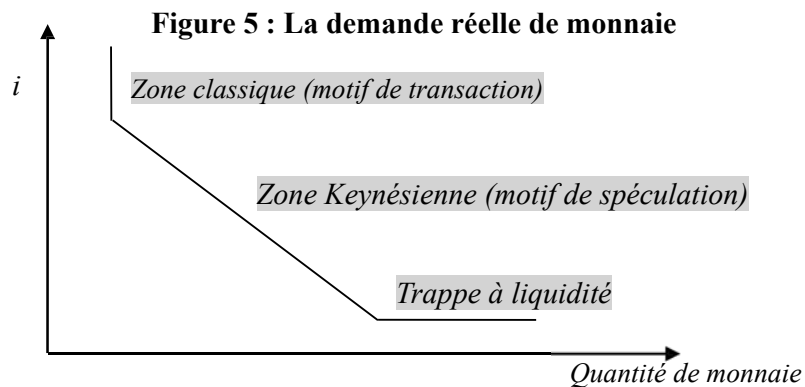 Figure 5 : La demande réelle de monnaie
i
Zone classique (motif de transaction)
Zone Keynésienne (motif de spéculation)
Trappe à liquidité
Quantité de monnaie